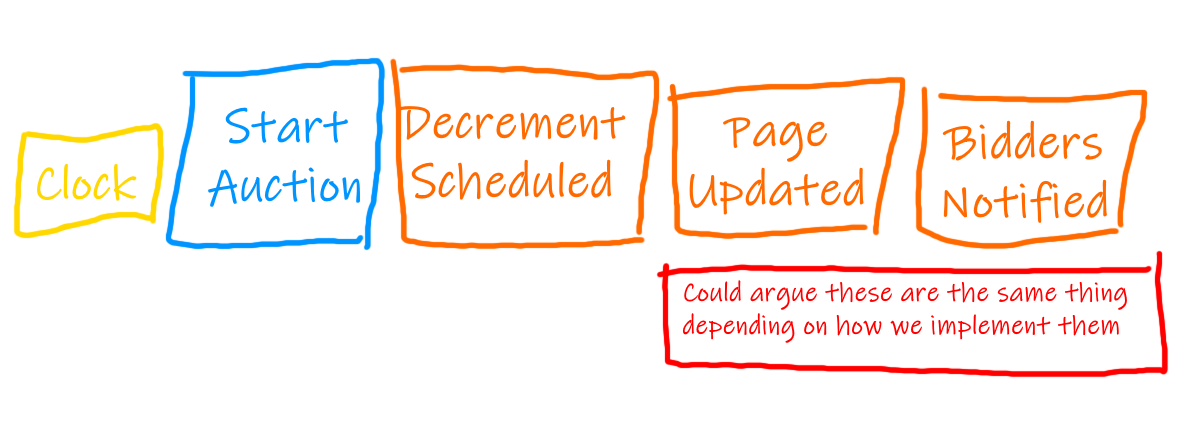 Clock
Start
Auction
Decrement
Scheduled
Page
Updated
Bidders
Notified
Could argue these are the same thing
depending on how we implement them